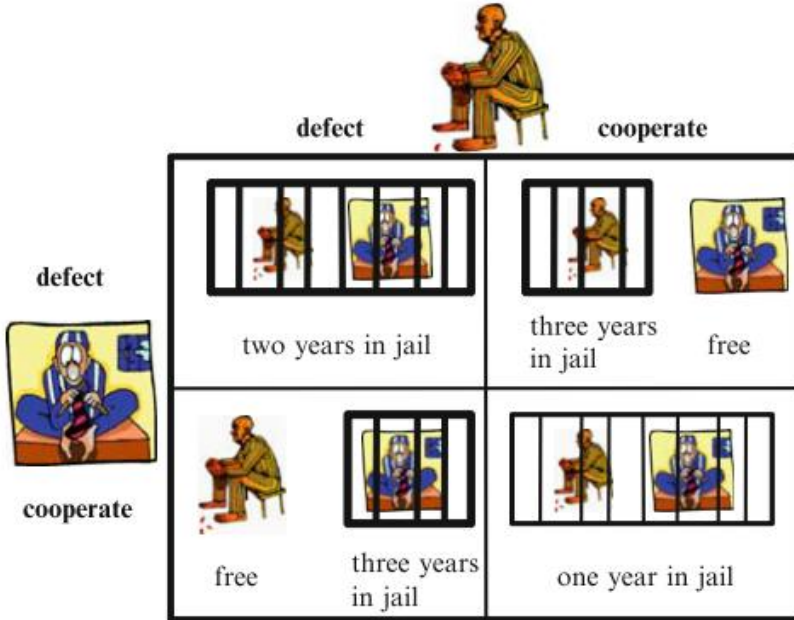 defect
cooperate
defect
two years in jail
three years
in jail
free
cooperate
free
three years
in jail
one year in jail